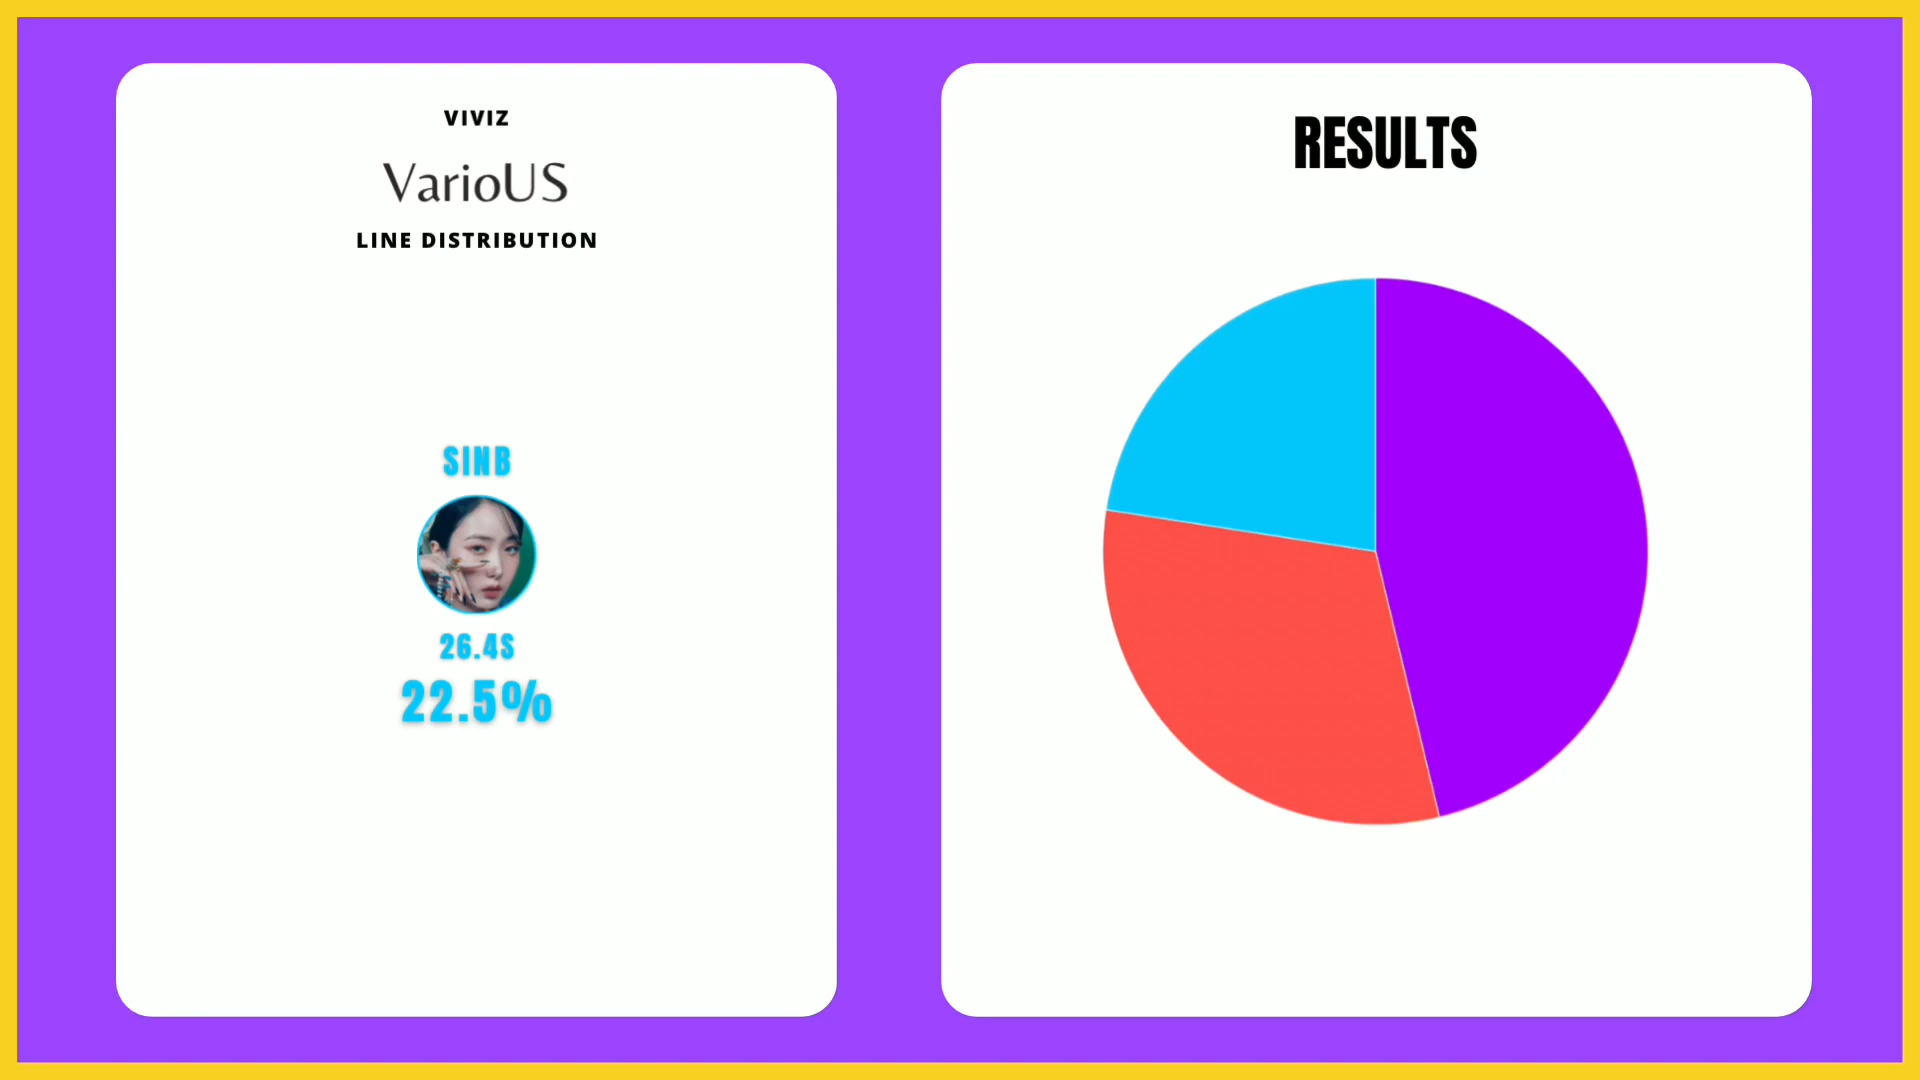 VIVIZ
VarioUS
LINE DISTRIBUTION
SINB
26.4S
22.5%
RESULTS